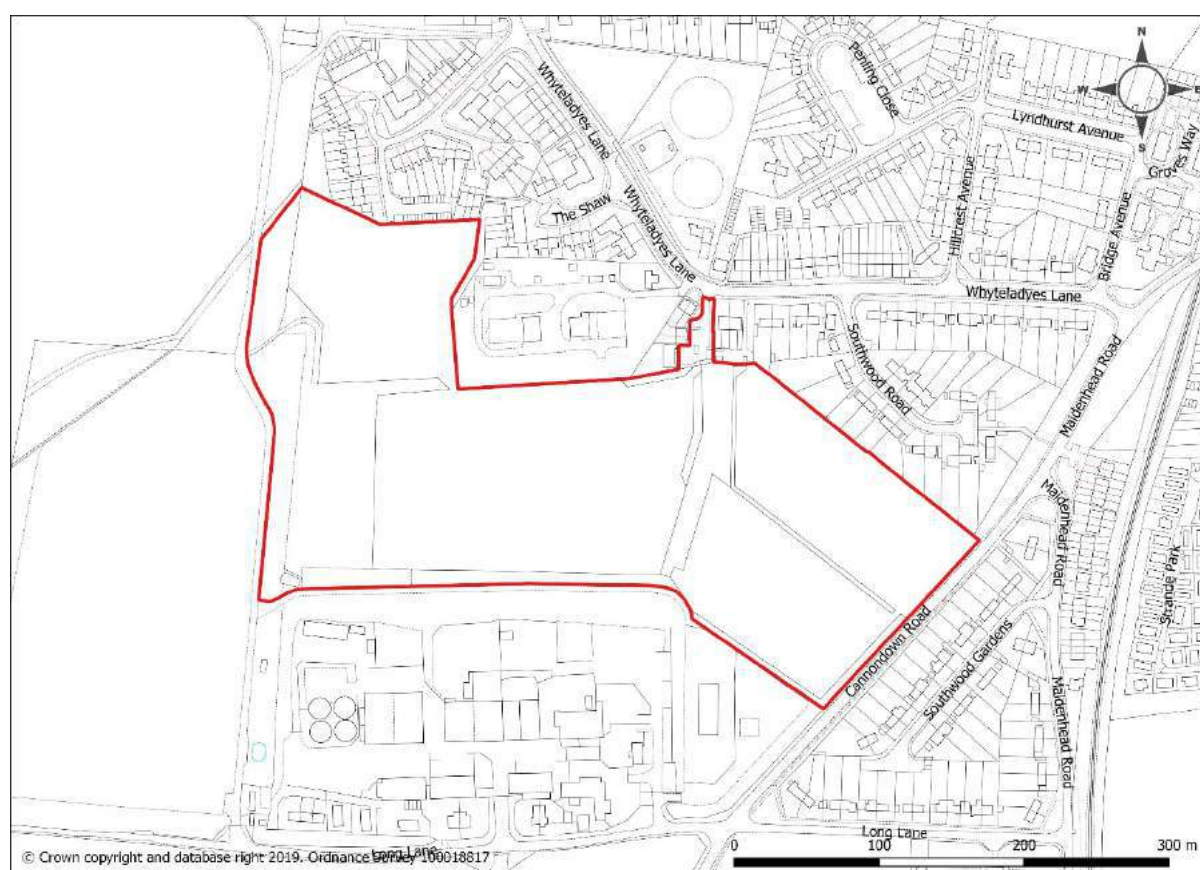 N
W
E
S
Whyteladyes Lane
Penling Close
Lyndhurst Avenue
Groves Way
The Shaw
Whyteladyes Lane
Hillcrest Avenue
Bridge Avenue
Whyteladyes Lane
Southwood Road
Maidenhead Road
Maidenhead Road
Strande Park
Cannondown Road
Southwood Gardens
Maidenhead Road
Long Lane
Long Lane
© Crown copyright and database right 2019. Ordnance Survey 100018817
0 100 200 300 m